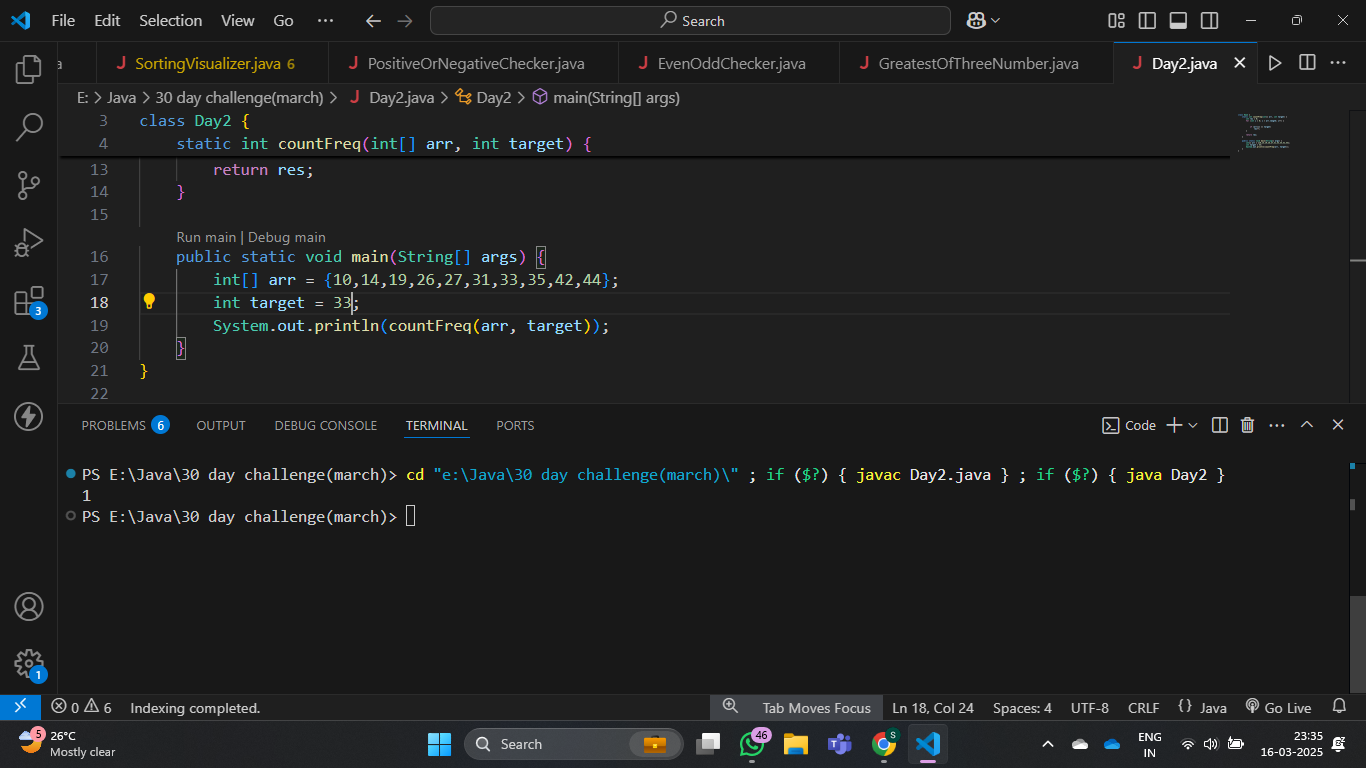 File Edit Selection View Go ··· Search
a SortingVisualizer.java 6 PositiveOrNegativeChecker.java EvenOddChecker.java GreatestOfThreeNumber.java Day2.java
E: > Java > 30 day challenge(march) > Day2.java > Day2 > main(String[] args)
3 class Day2 {
4 static int countFreq(int[] arr, int target) {
13 return res;
14 }
15
Run main | Debug main
16 public static void main(String[] args) {
17 int[] arr = {10,14,19,26,27,31,33,35,42,44};
18 int target = 33;
19 System.out.println(countFreq(arr, target));
20 }
21 }
22
3
PROBLEMS 6 OUTPUT DEBUG CONSOLE TERMINAL PORTS Code
PS E:\Java\30 day challenge(march)> cd "e:\Java\30 day challenge(march)\" ; if ($?) { javac Day2.java } ; if ($?) { java Day2 }
1
PS E:\Java\30 day challenge(march)>
1
0 6 Indexing completed. Tab Moves Focus Ln 18, Col 24 Spaces: 4 UTF-8 CRLF {} Java Go Live
5 26°C
Mostly clear
Search
46
S
ENG
IN
23:35
16-03-2025